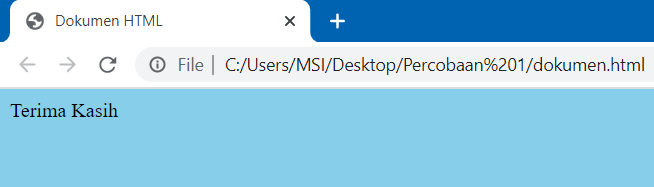 Dokumen HTML
File | C:/Users/MSI/Desktop/Percobaan%201/dokumen.html
Terima Kasih